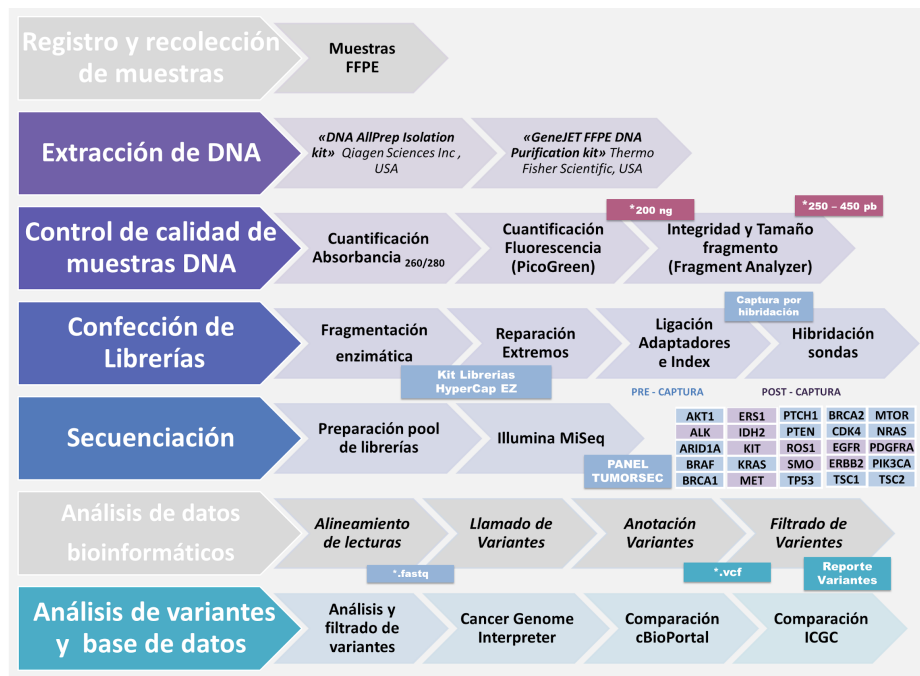 Registro y recolección
de muestras
Muestras
FFPE
Extracción de DNA
«DNA AllPrep Isolation
kit» Qiagen Sciences Inc ,
USA
«GeneJET FFPE DNA
Purification kit» Thermo
Fisher Scientific, USA
*200 ng
*250 – 450 pb
Control de calidad de
muestras DNA
Cuantificación
Absorbancia 260/280
Cuantificación
Fluorescencia
(PicoGreen)
Integridad y Tamaño
fragmento
(Fragment Analyzer)
Captura por
hibridación
Confección de
Librerías
Fragmentación
enzimática
Reparación
Extremos
Ligación
Adaptadores
e Index
Hibridación
sondas
Kit Librerias
HyperCap EZ
PRE - CAPTURA
POST - CAPTURA
Secuenciación
Preparación pool
de librerías
Illumina MiSeq
PANEL
TUMORSEC
AKT1 ERS1 PTCH1 BRCA2 MTOR
ALK IDH2 PTEN CDK4 NRAS
ARID1A KIT ROS1 EGFR PDGFRA
BRAF KRAS SMO ERBB2 PIK3CA
BRCA1 MET TP53 TSC1 TSC2
Análisis de datos
bioinformáticos
Alineamiento
de lecturas
Llamado de
Variantes
Anotación
Variantes
Filtrado de
Varientes
*.fastq
*.vcf
Reporte
Variantes
Análisis de variantes
y base de datos
Análisis y
filtrado de
variantes
Cancer Genome
Interpreter
Comparación
cBioPortal
Comparación
ICGC